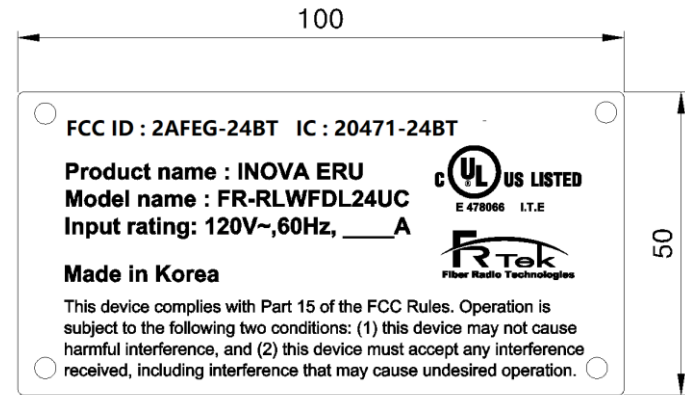 100
FCC ID : 2AFEG-24BT IC : 20471-24BT
Product name : INOVA ERU
Model name : FR-RLWFDL24UC
Input rating: 120V~,60Hz, ____A
C UL ® US LISTED
E 478066 I.T.E
FR Tek
Fiber Radio Technologies
50
Made in Korea
This device complies with Part 15 of the FCC Rules. Operation is
subject to the following two conditions: (1) this device may not cause
harmful interference, and (2) this device must accept any interference
received, including interference that may cause undesired operation.